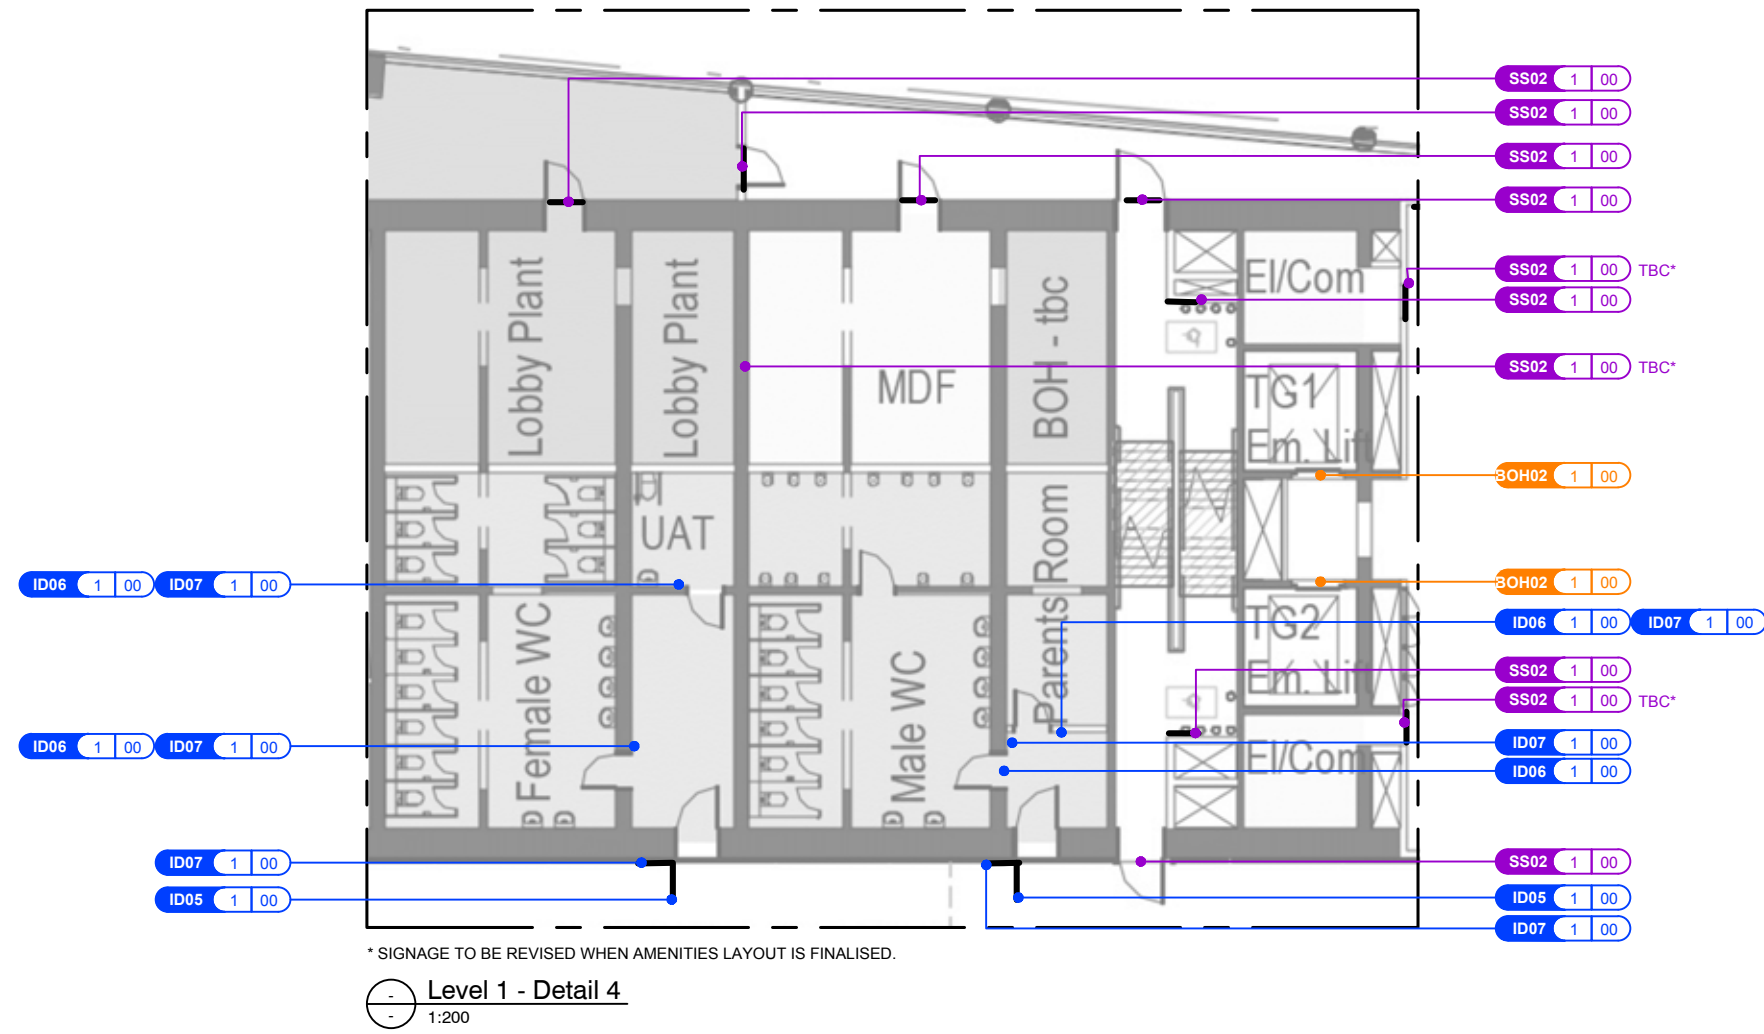 SS02 1 00
SS02 1 00
SS02 1 00
SS02 1 00
SS02 1 00 TBC*
SS02 1 00
SS02 1 00 TBC*
BOH02 1 00
BOH02 1 00
ID06 1 00 ID07 1 00
SS02 1 00
SS02 1 00 TBC*
ID07 1 00
ID06 1 00
SS02 1 00
ID05 1 00
ID07 1 00
ID06 1 00 ID07 1 00
ID06 1 00 ID07 1 00
ID07 1 00
ID05 1 00
Lobby Plant
Lobby Plant
MDF
BOH - tbc
El/Com
TG1
Em. Lift
UAT
Parents Room
TG2
Em. Lift
Female WC
Male WC
El/Com
* SIGNAGE TO BE REVISED WHEN AMENITIES LAYOUT IS FINALISED.
-
-
Level 1 - Detail 4
1:200